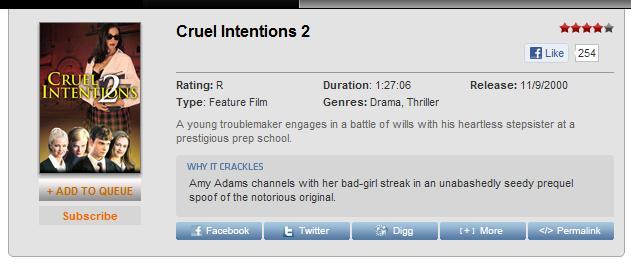 Cruel Intentions 2
Like 254
CRUEL
INTENTIONS
2
Rating: R Duration: 1:27:06 Release: 11/9/2000
Type: Feature Film Genres: Drama, Thriller
A young troublemaker engages in a battle of wills with his heartless stepsister at a
prestigious prep school.
WHY IT CRACKLES
Amy Adams channels with her bad-girl streak in an unabashedly seedy prequel
spoof of the notorious original.
+ ADD TO QUEUE
Subscribe
Facebook Twitter Digg [+] More </> Permalink